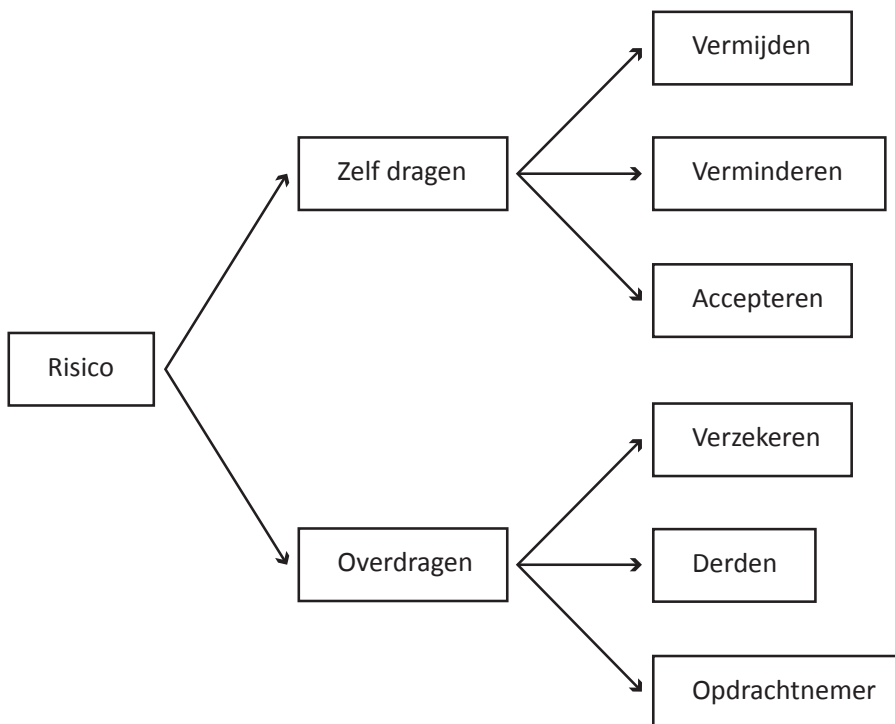 Vermijden
Zelf dragen
Verminderen
Accepteren
Risico
Verzekeren
Overdragen
Derden
Opdrachtnemer